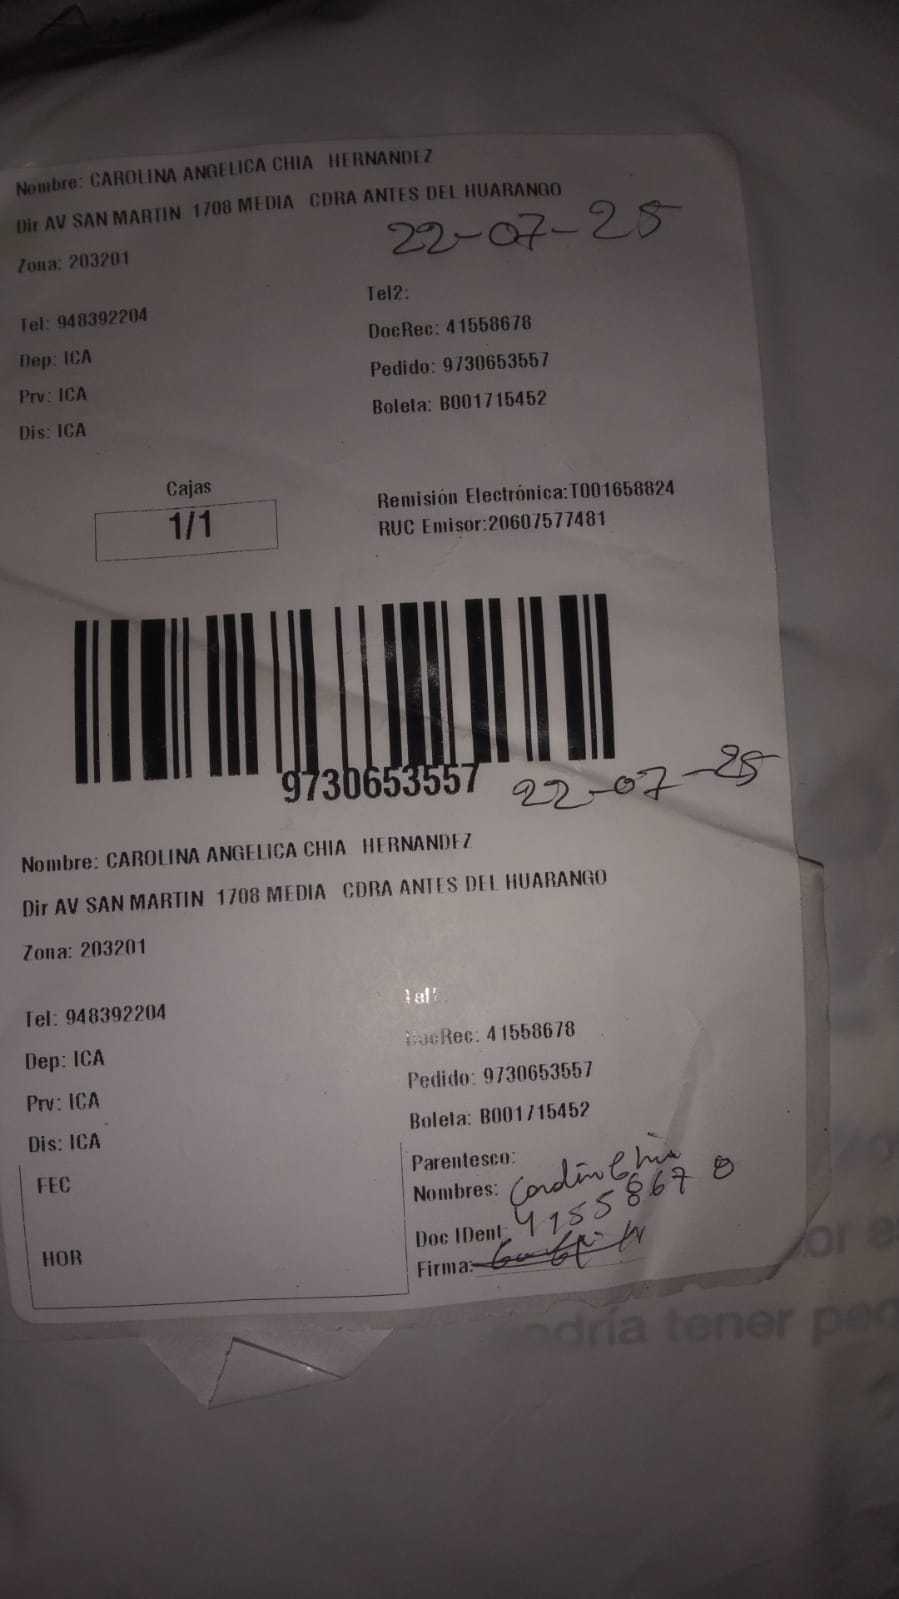 Nombre: CAROLINA ANGELICA CHIA HERNANDEZ
Dir AV SAN MARTIN 1708 MEDIA CDRA ANTES DEL HUARANGO
22-07-25
Zona: 203201
Tel2:
Tel: 948392204
DocRec: 41558678
Dep: ICA
Pedido: 9730653557
Prv: ICA
Boleta: B001715452
Dis: ICA
Cajas
1/1
Remisión Electrónica:T001658824
RUC Emisor:20607577481
9730653557
22-07-25
Nombre: CAROLINA ANGELICA CHIA HERNANDEZ
Dir AV SAN MARTIN 1708 MEDIA CDRA ANTES DEL HUARANGO
Zona: 203201
Tel: 948392204
DocRec: 41558678
Dep: ICA
Pedido: 9730653557
Prv: ICA
Boleta: B001715452
Dis: ICA
Parentesco:
FEC
Nombres: Carolin Chia
Doc IDent: 41558678
HOR
Firma:
tener